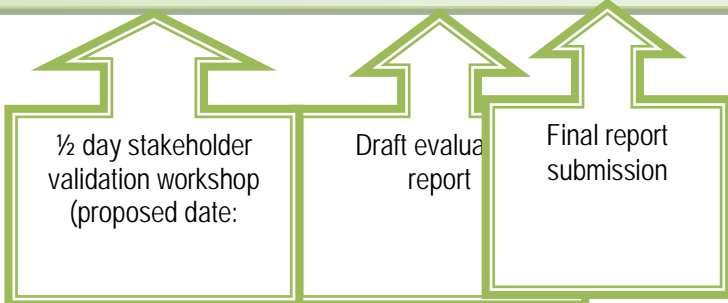 ½ day stakeholder
validation workshop
(proposed date:
Draft evalua
report
Final report
submission